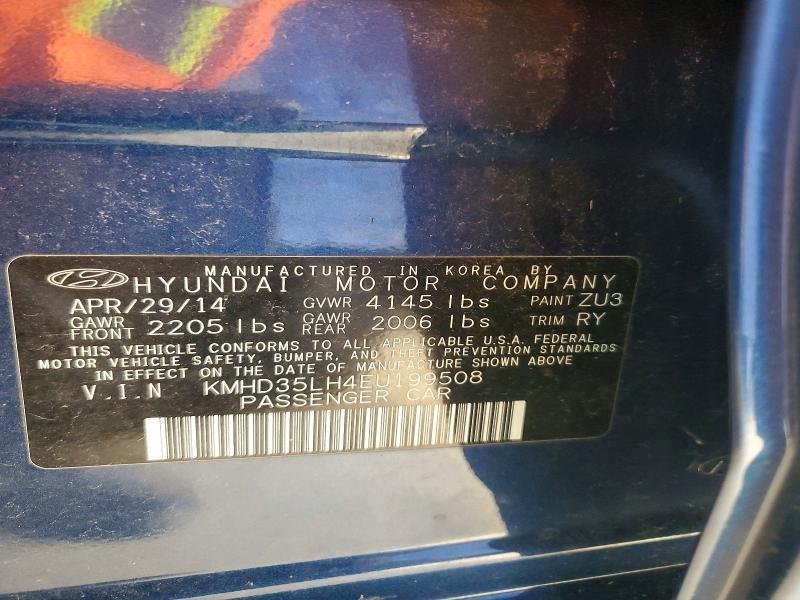 MANUFACTURED IN KOREA BY
HYUNDAI MOTOR COMPANY
APR/29/14 GVWR 4145 lbs PAINT ZU3
GAWR FRONT 2205 lbs GAWR REAR 2006 lbs TRIM RY
THIS VEHICLE CONFORMS TO ALL APPLICABLE U.S.A. FEDERAL
MOTOR VEHICLE SAFETY, BUMPER, AND THEFT PREVENTION STANDARDS
IN EFFECT ON THE DATE OF MANUFACTURE SHOWN ABOVE
V.I.N KMHD35LH4EU199508
PASSENGER CAR